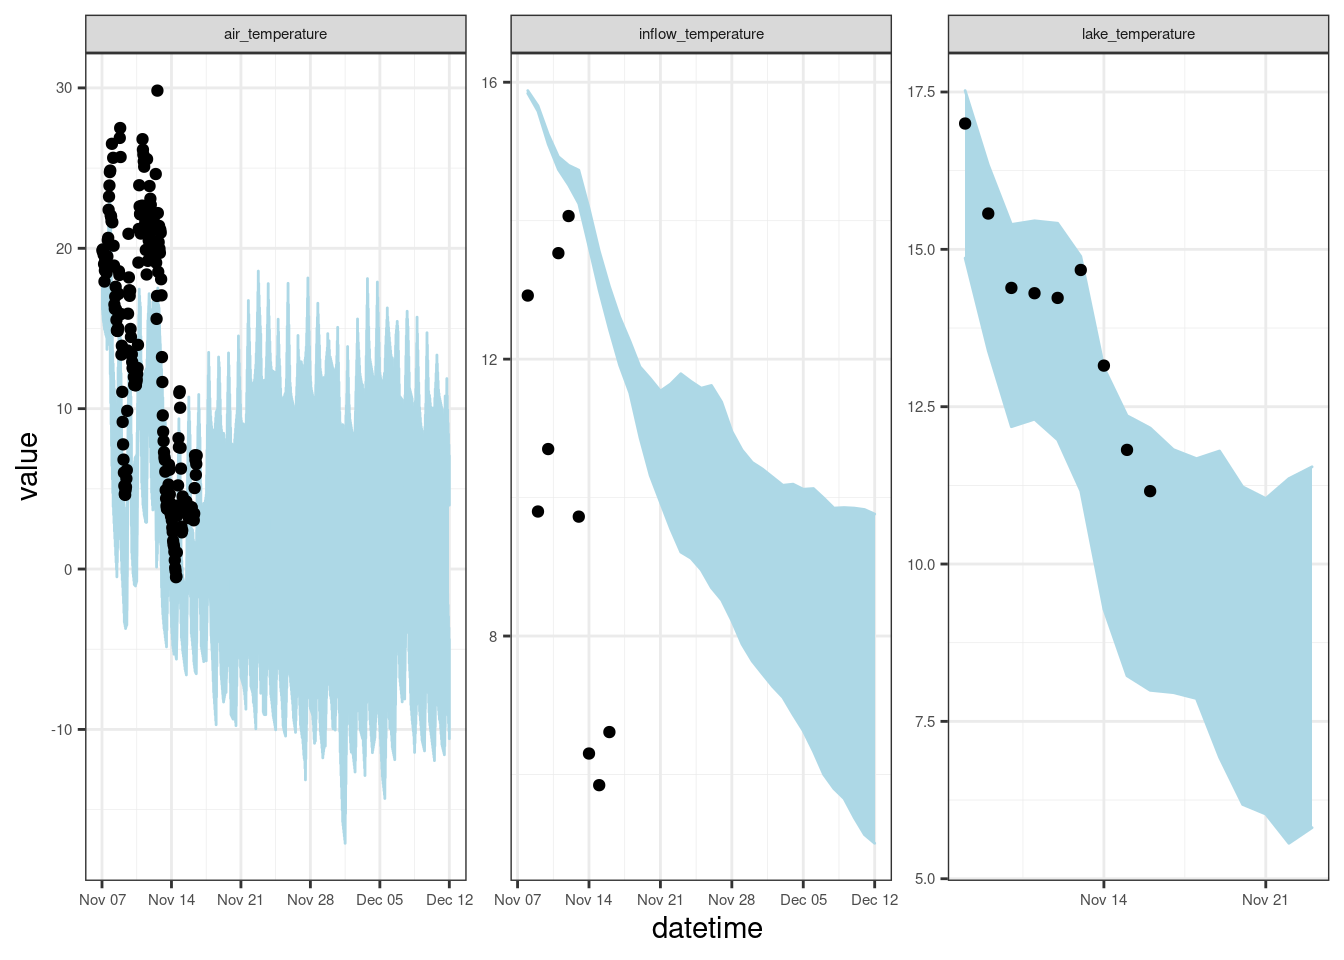 air_temperature
inflow_temperature
lake_temperature
value
30
20
10
0
-10
16
12
8
17.5
15.0
12.5
10.0
7.5
5.0
Nov 07 Nov 14 Nov 21 Nov 28 Dec 05 Dec 12
Nov 07 Nov 14 Nov 21 Nov 28 Dec 05 Dec 12
Nov 14 Nov 21
datetime